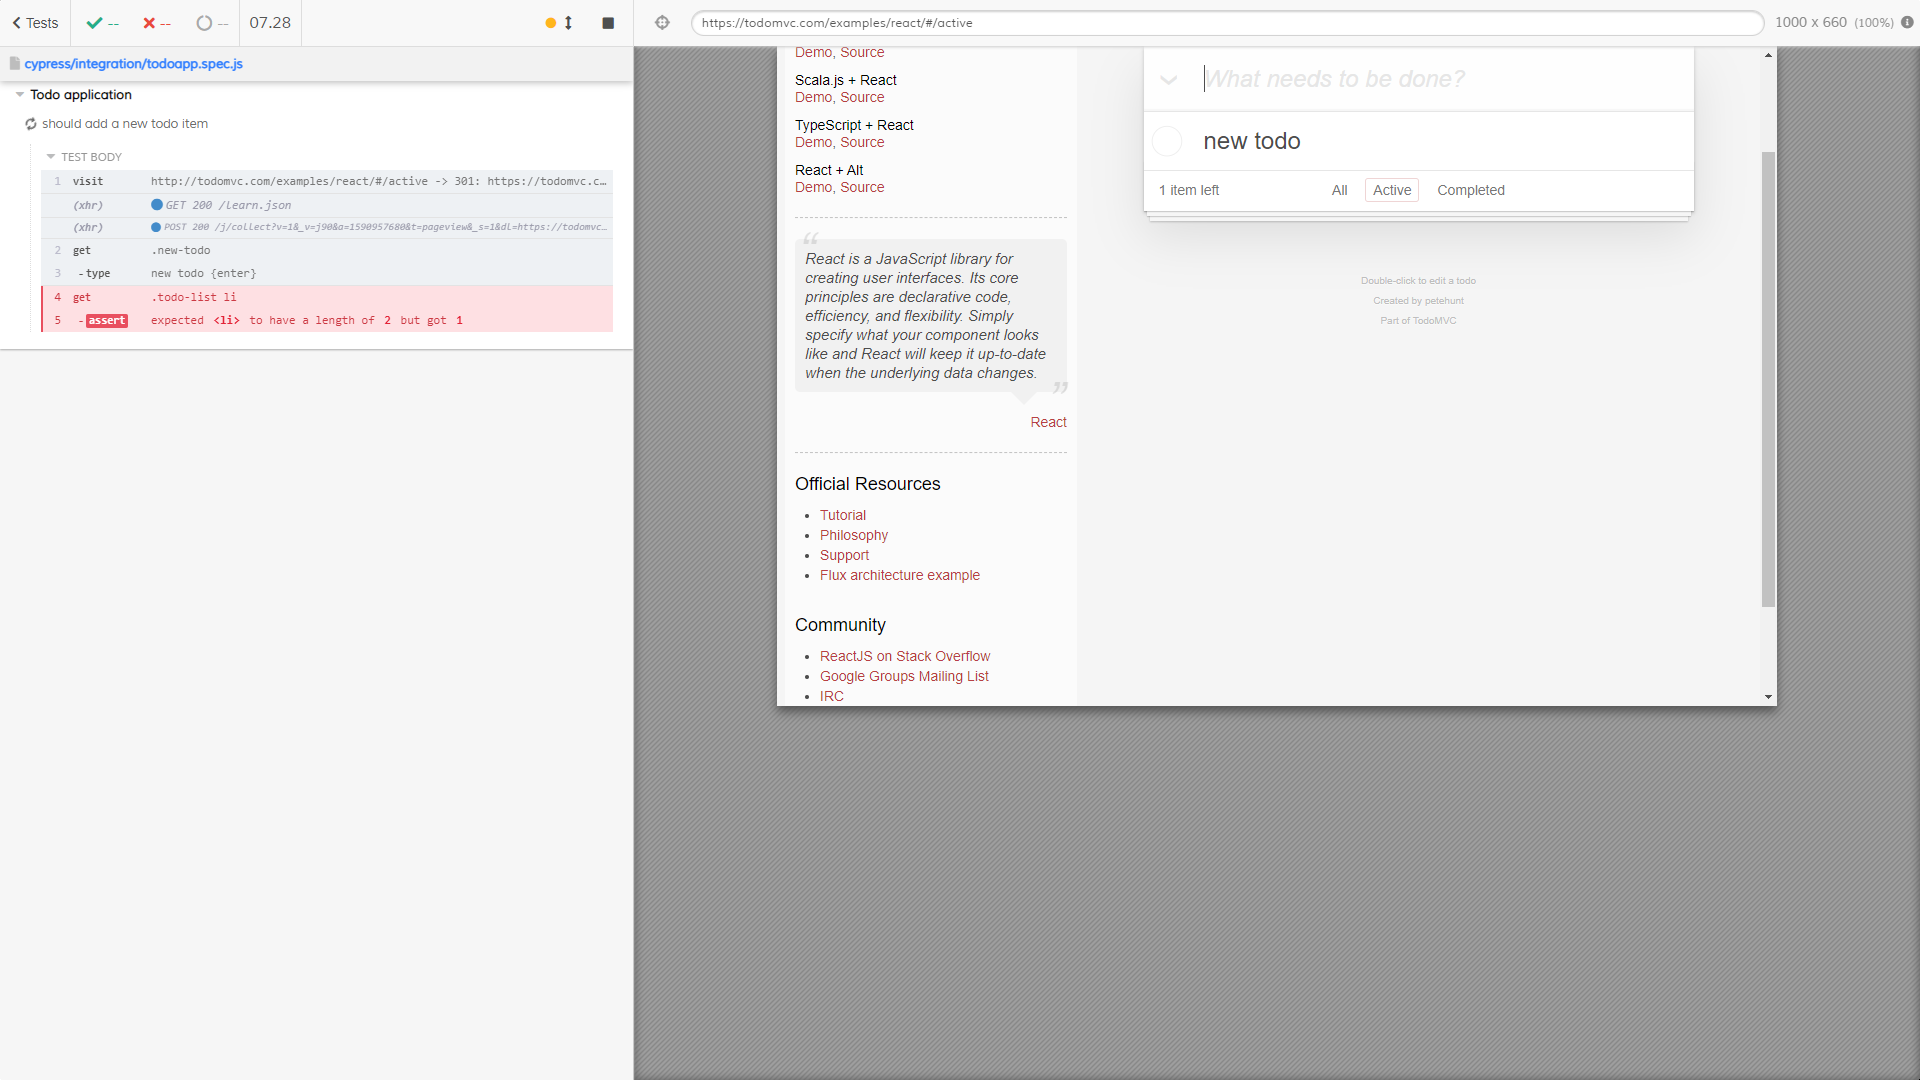 Tests
--
--
--
07.28
https://todomvc.com/examples/react/#/active
1000 x 660 (100%)
cypress/integration/todoapp.spec.js
Todo application
should add a new todo item
TEST BODY
1 visit http://todomvc.com/examples/react/#/active -> 301: https://todomvc.c...
(xhr) GET 200 /learn.json
(xhr) POST 200 /j/collect?v=1&_v=j90&a=1590957680&t=pageview&_s=1&dl=https://todomvc...
2 get .new-todo
3 -type new todo {enter}
4 get .todo-list li
5 -assert expected <li> to have a length of 2 but got 1
Demo, Source
Scala.js + React
Demo, Source
TypeScript + React
Demo, Source
React + Alt
Demo, Source
“
React is a JavaScript library for
creating user interfaces. Its core
principles are declarative code,
efficiency, and flexibility. Simply
specify what your component looks
like and React will keep it up-to-date
when the underlying data changes.
”
React
Official Resources
• Tutorial
• Philosophy
• Support
• Flux architecture example
Community
• ReactJS on Stack Overflow
• Google Groups Mailing List
• IRC
What needs to be done?
new todo
1 item left All Active Completed
Double-click to edit a todo
Created by petehunt
Part of TodoMVC